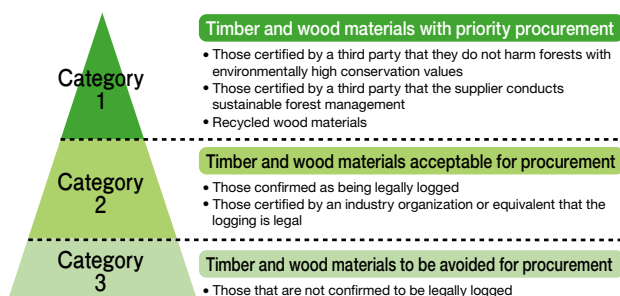 Category
1
Timber and wood materials with priority procurement
• Those certified by a third party that they do not harm forests with
environmentally high conservation values
• Those certified by a third party that the supplier conducts
sustainable forest management
• Recycled wood materials
Category
2
Timber and wood materials acceptable for procurement
• Those confirmed as being legally logged
• Those certified by an industry organization or equivalent that the
logging is legal
Category
3
Timber and wood materials to be avoided for procurement
• Those that are not confirmed to be legally logged